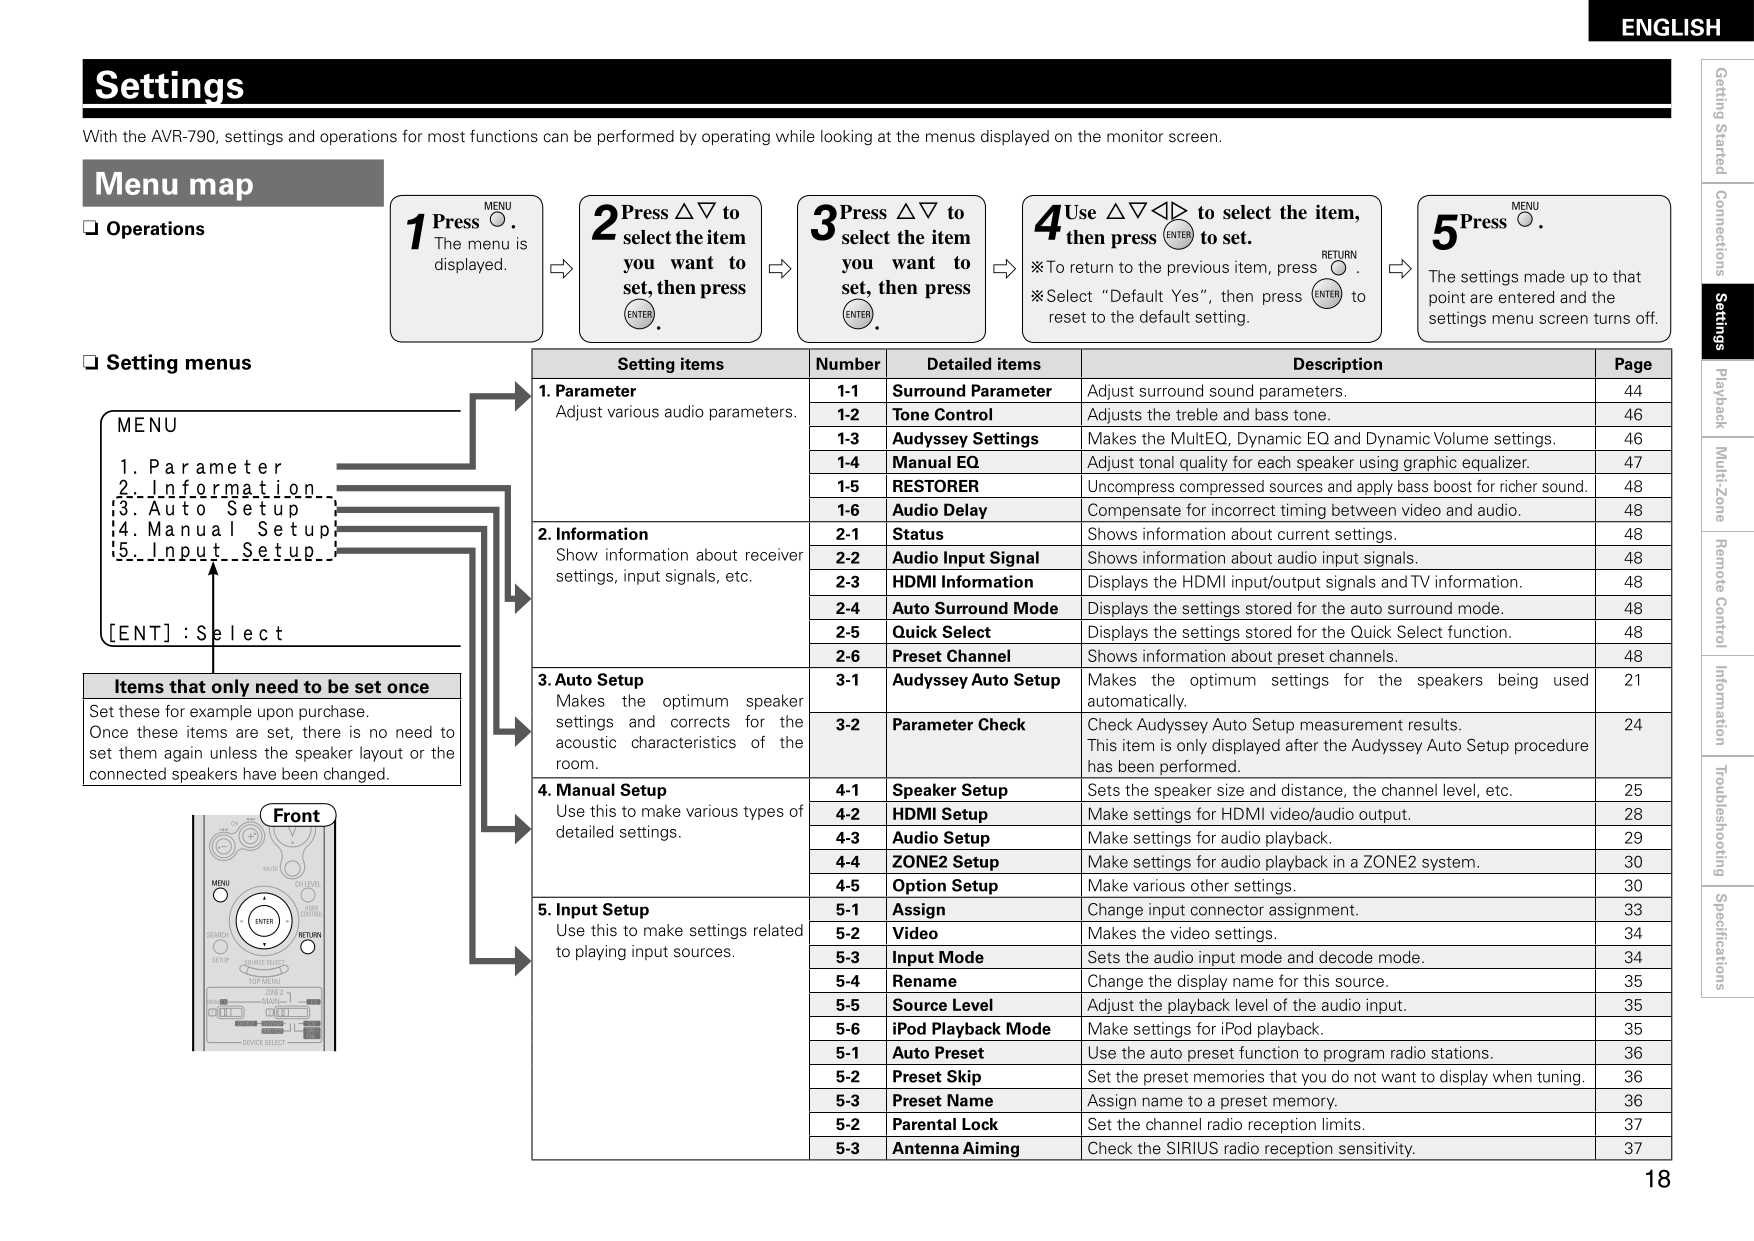 ENGLISH
Settings
With the AVR-790, settings and operations for most functions can be performed by operating while looking at the menus displayed on the monitor screen.
Menu map
❏ Operations
1 Press MENU .
The menu is
displayed.
2 Press △▽ to
select the item
you want to
set, then press
ENTER .
3 Press △▽ to
select the item
you want to
set, then press
ENTER .
4 Use △▽◁▷ to select the item,
then press ENTER to set.
※To return to the previous item, press RETURN .
※Select “Default Yes”, then press ENTER to
reset to the default setting.
5 Press MENU .
The settings made up to that
point are entered and the
settings menu screen turns off.
❏ Setting menus
MENU
1. Parameter
2. Information
3. Auto Setup
4. Manual Setup
5. Input Setup
[ENT] : Select
Items that only need to be set once
Set these for example upon purchase.
Once these items are set, there is no need to
set them again unless the speaker layout or the
connected speakers have been changed.
Front
CH
MUTE
MENU
CH LEVEL
HDMI
CONTROL
ENTER
SEARCH
RETURN
SETUP
SOURCE SELECT
TOP MENU
ZONE2
MAIN
DEVICE SELECT
Setting items Number Detailed items Description Page
1. Parameter
Adjust various audio parameters.
1-1 Surround Parameter Adjust surround sound parameters. 44
1-2 Tone Control Adjusts the treble and bass tone. 46
1-3 Audyssey Settings Makes the MultEQ, Dynamic EQ and Dynamic Volume settings. 46
1-4 Manual EQ Adjust tonal quality for each speaker using graphic equalizer. 47
1-5 RESTORER Uncompress compressed sources and apply bass boost for richer sound. 48
1-6 Audio Delay Compensate for incorrect timing between video and audio. 48
2. Information
Show information about receiver
settings, input signals, etc.
2-1 Status Shows information about current settings. 48
2-2 Audio Input Signal Shows information about audio input signals. 48
2-3 HDMI Information Displays the HDMI input/output signals and TV information. 48
2-4 Auto Surround Mode Displays the settings stored for the auto surround mode. 48
2-5 Quick Select Displays the settings stored for the Quick Select function. 48
2-6 Preset Channel Shows information about preset channels. 48
3. Auto Setup
Makes the optimum speaker
settings and corrects for the
acoustic characteristics of the
room.
3-1 Audyssey Auto Setup Makes the optimum settings for the speakers being used 21
automatically.
3-2 Parameter Check Check Audyssey Auto Setup measurement results. 24
This item is only displayed after the Audyssey Auto Setup procedure
has been performed.
4. Manual Setup
Use this to make various types of
detailed settings.
4-1 Speaker Setup Sets the speaker size and distance, the channel level, etc. 25
4-2 HDMI Setup Make settings for HDMI video/audio output. 28
4-3 Audio Setup Make settings for audio playback. 29
4-4 ZONE2 Setup Make settings for audio playback in a ZONE2 system. 30
4-5 Option Setup Make various other settings. 30
5. Input Setup
Use this to make settings related
to playing input sources.
5-1 Assign Change input connector assignment. 33
5-2 Video Makes the video settings. 34
5-3 Input Mode Sets the audio input mode and decode mode. 34
5-4 Rename Change the display name for this source. 35
5-5 Source Level Adjust the playback level of the audio input. 35
5-6 iPod Playback Mode Make settings for iPod playback. 35
5-1 Auto Preset Use the auto preset function to program radio stations. 36
5-2 Preset Skip Set the preset memories that you do not want to display when tuning. 36
5-3 Preset Name Assign name to a preset memory. 36
5-2 Parental Lock Set the channel radio reception limits. 37
5-3 Antenna Aiming Check the SIRIUS radio reception sensitivity. 37
Getting Started
Connections
Settings
Playback
Multi-Zone
Remote Control
Information
Troubleshooting
Specifications
18